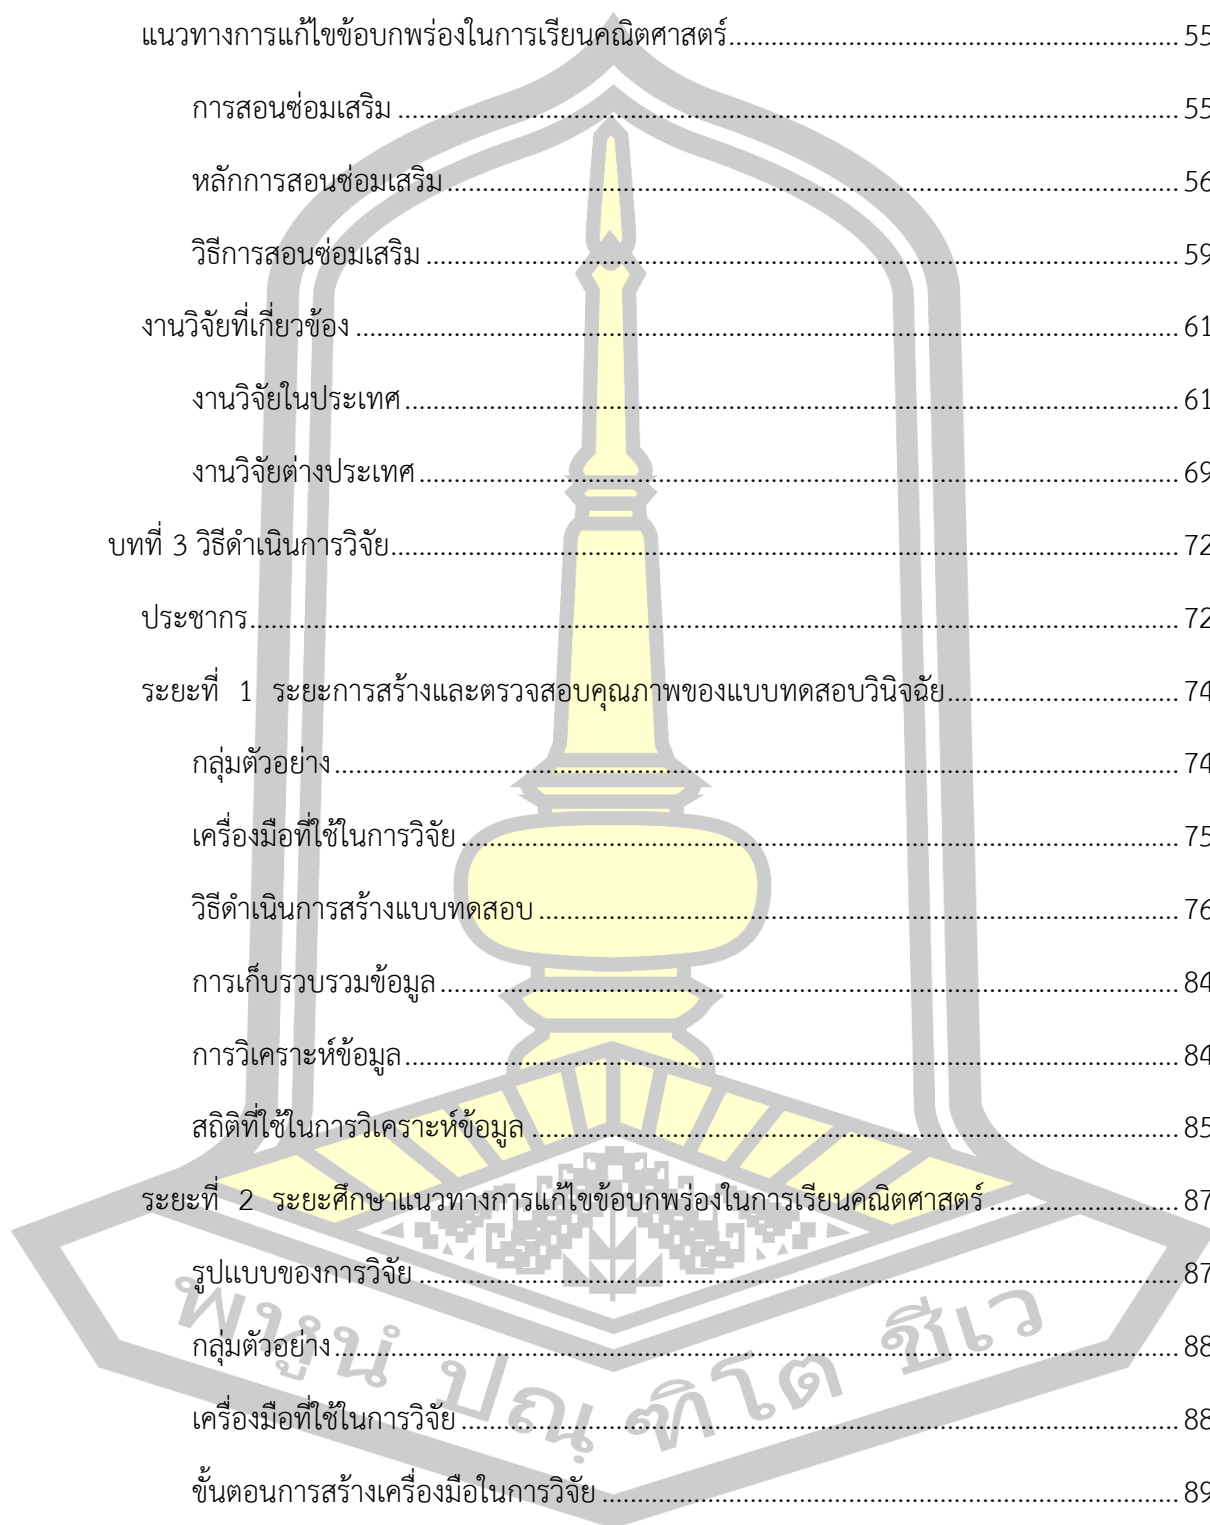 แนวทางการแก้ไขข้อบกพร่องในการเรียนคณิตศาสตร์ 55
การสอนซ่อมเสริม 55
หลักการสอนซ่อมเสริม 56
วิธีการสอนซ่อมเสริม 59
งานวิจัยที่เกี่ยวข้อง 61
งานวิจัยในประเทศ 61
งานวิจัยต่างประเทศ 69
บทที่ 3 วิธีดำเนินการวิจัย 72
ประชากร 72
ระยะที่ 1 ระยะการสร้างและตรวจสอบคุณภาพของแบบทดสอบวินิจฉัย 74
กลุ่มตัวอย่าง 74
เครื่องมือที่ใช้ในการวิจัย 75
วิธีดำเนินการสร้างแบบทดสอบ 76
การเก็บรวบรวมข้อมูล 84
การวิเคราะห์ข้อมูล 84
สถิติที่ใช้ในการวิเคราะห์ข้อมูล 85
ระยะที่ 2 ระยะศึกษาแนวทางการแก้ไขข้อบกพร่องในการเรียนคณิตศาสตร์ 87
รูปแบบของการวิจัย 87
กลุ่มตัวอย่าง 88
เครื่องมือที่ใช้ในการวิจัย 88
ขั้นตอนการสร้างเครื่องมือในการวิจัย 89
พหูนํ ปณฺฑิโต ชีเว